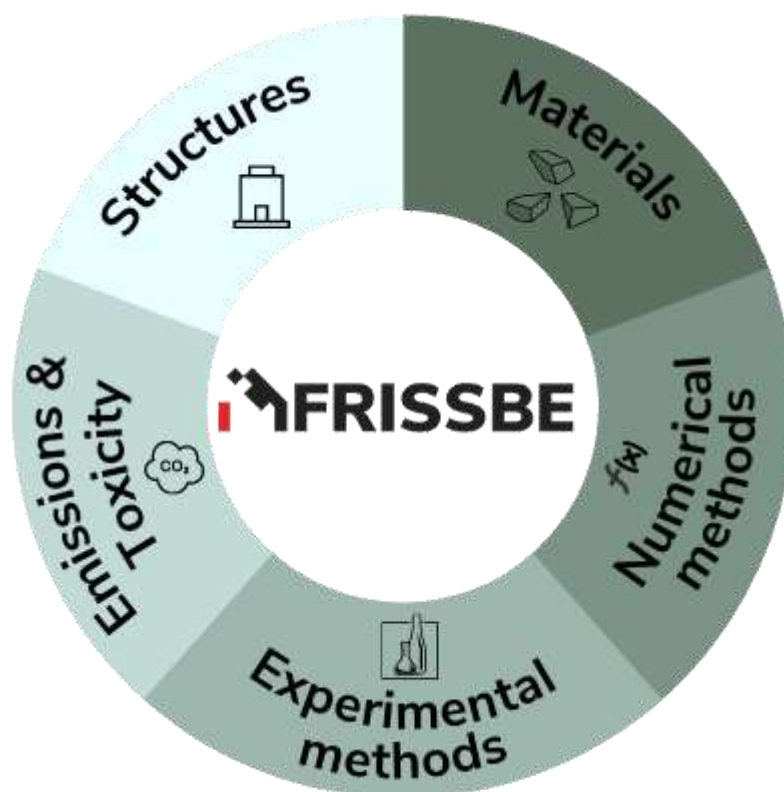 Structures
Materials
Emissions &
Toxicity
CO₂
FRISSBE
f(x)
Numerical
methods
Experimental
methods